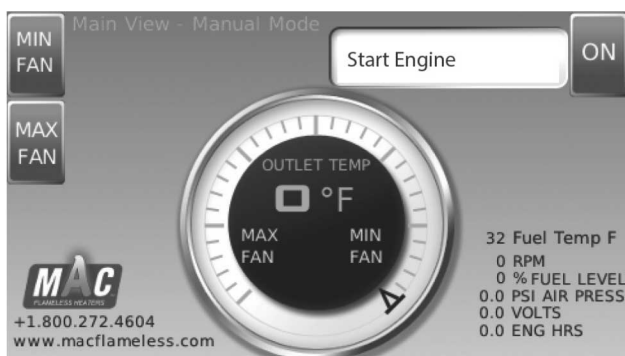 Main View - Manual Mode
MIN
FAN
Start Engine
ON
MAX
FAN
OUTLET TEMP
0 °F
MAX
FAN
MIN
FAN
32 Fuel Temp F
0 RPM
0 % FUEL LEVEL
0.0 PSI AIR PRESS
0.0 VOLTS
0.0 ENG HRS
MAC
FLAMELESS HEATERS
+1.800.272.4604
www.macflameless.com